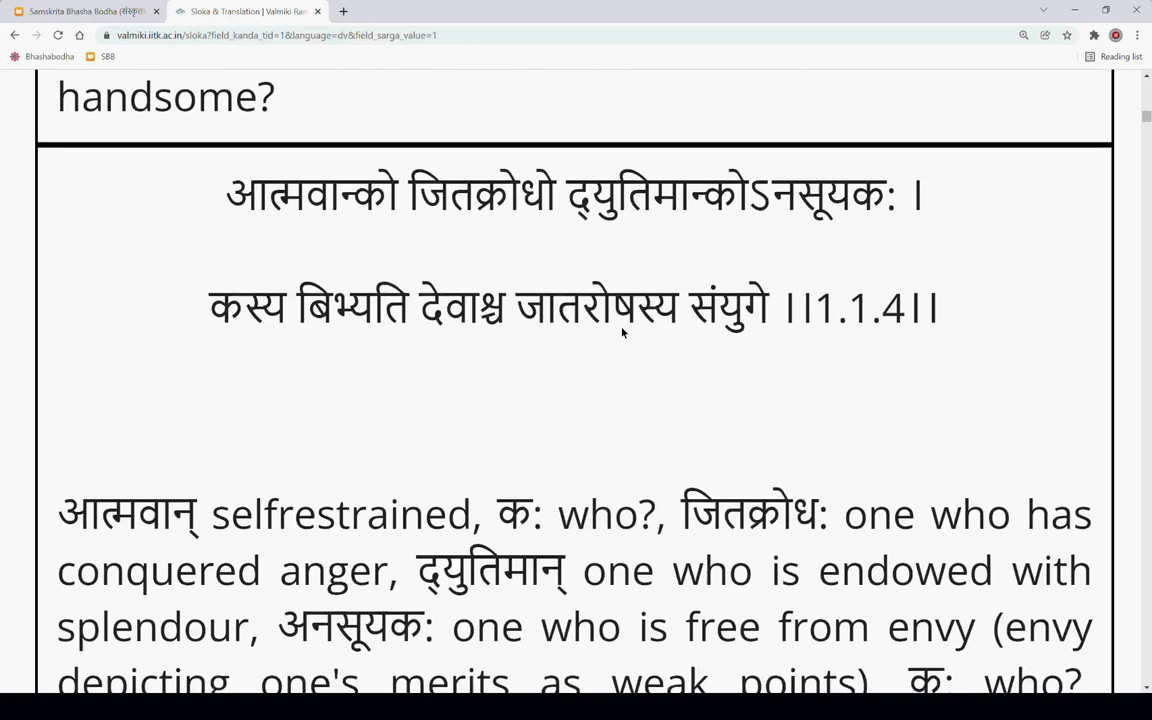 Samskrita Bhasha Bodha (संस्कृतभ
Sloka & Translation | Valmiki Ram
valmiki.iitk.ac.in/sloka?field_kanda_tid=1&language=dv&field_sarga_value=1
Bhashabodha SBB Reading list
handsome?
आत्मवान्को जितक्रोधो द्युतिमान्कोऽनसूयक: ।
कस्य बिभ्यति देवाश्च जातरोषस्य संयुगे ।।1.1.4।।
आत्मवान् selfrestrained, क: who?, जितक्रोध: one who has
conquered anger, द्युतिमान् one who is endowed with
splendour, अनसूयक: one who is free from envy (envy
depicting one's merits as weak points) क: who?